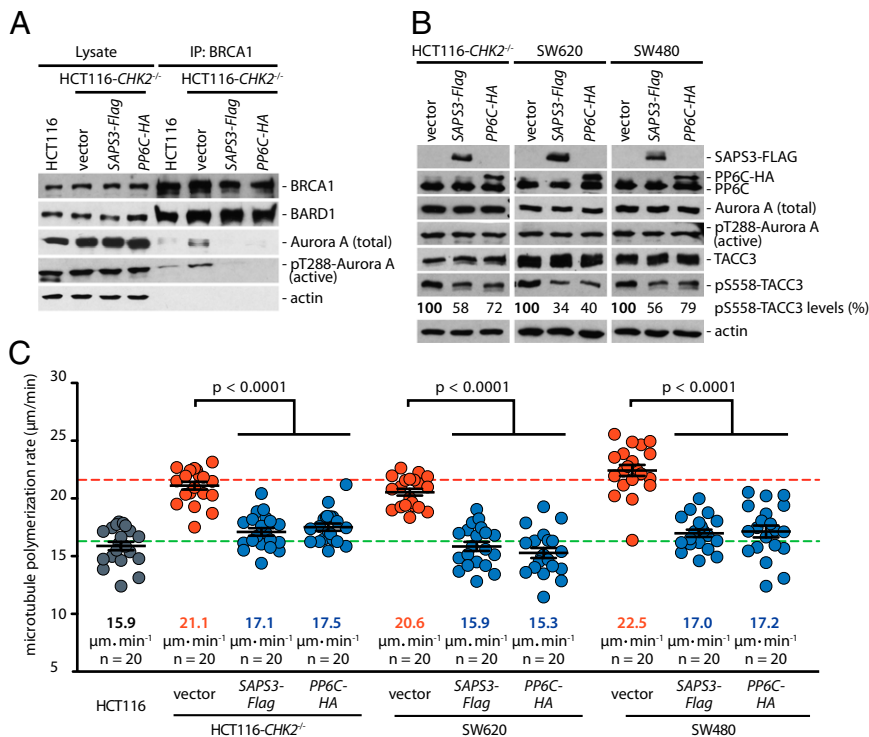 A
Lysate
IP: BRCA1
HCT116-CHK2-/-
HCT116-CHK2-/-
HCT116
vector
SAPS3-Flag
PP6C-HA
HCT116
vector
SAPS3-Flag
PP6C-HA
- BRCA1
- BARD1
- Aurora A (total)
- pT288-Aurora A
(active)
- actin
B
HCT116-CHK2-/-
SW620
SW480
vector
SAPS3-Flag
PP6C-HA
vector
SAPS3-Flag
PP6C-HA
vector
SAPS3-Flag
PP6C-HA
- SAPS3-FLAG
- PP6C-HA
- PP6C
- Aurora A (total)
- pT288-Aurora A
(active)
- TACC3
- pS558-TACC3
100 58 72 100 34 40 100 56 79 pS558-TACC3 levels (%)
- actin
C
microtubule polymerization rate (μm/min)
30
25
20
15
10
5
p < 0.0001
p < 0.0001
p < 0.0001
15.9 21.1 17.1 17.5 20.6 15.9 15.3 22.5 17.0 17.2
μm·min-1 μm·min-1 μm·min-1 μm·min-1 μm·min-1 μm·min-1 μm·min-1 μm·min-1 μm·min-1 μm·min-1
n = 20 n = 20 n = 20 n = 20 n = 20 n = 20 n = 20 n = 20 n = 20 n = 20
HCT116
vector
SAPS3-
Flag
PP6C-
HA
vector
SAPS3-
Flag
PP6C-
HA
vector
SAPS3-
Flag
PP6C-
HA
HCT116-CHK2-/-
SW620
SW480